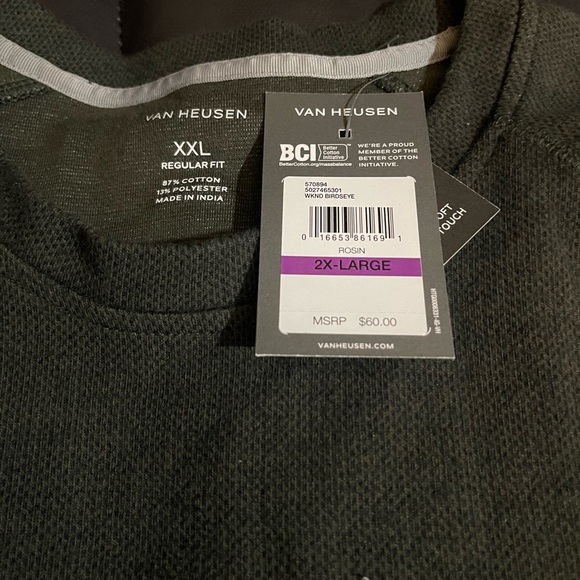 VAN HEUSEN
XXL
REGULAR FIT
87% COTTON
13% POLYESTER
MADE IN INDIA
VAN HEUSEN
BCI Better Cotton Initiative
BetterCotton.org/massbalance
WE'RE A PROUD
MEMBER OF THE
BETTER COTTON
INITIATIVE.
570894
5027465301
WKND BIRDSEYE
0 16653 86169 1
ROSIN
2X-LARGE
MSRP $60.00
VANHEUSEN.COM
TOUCH